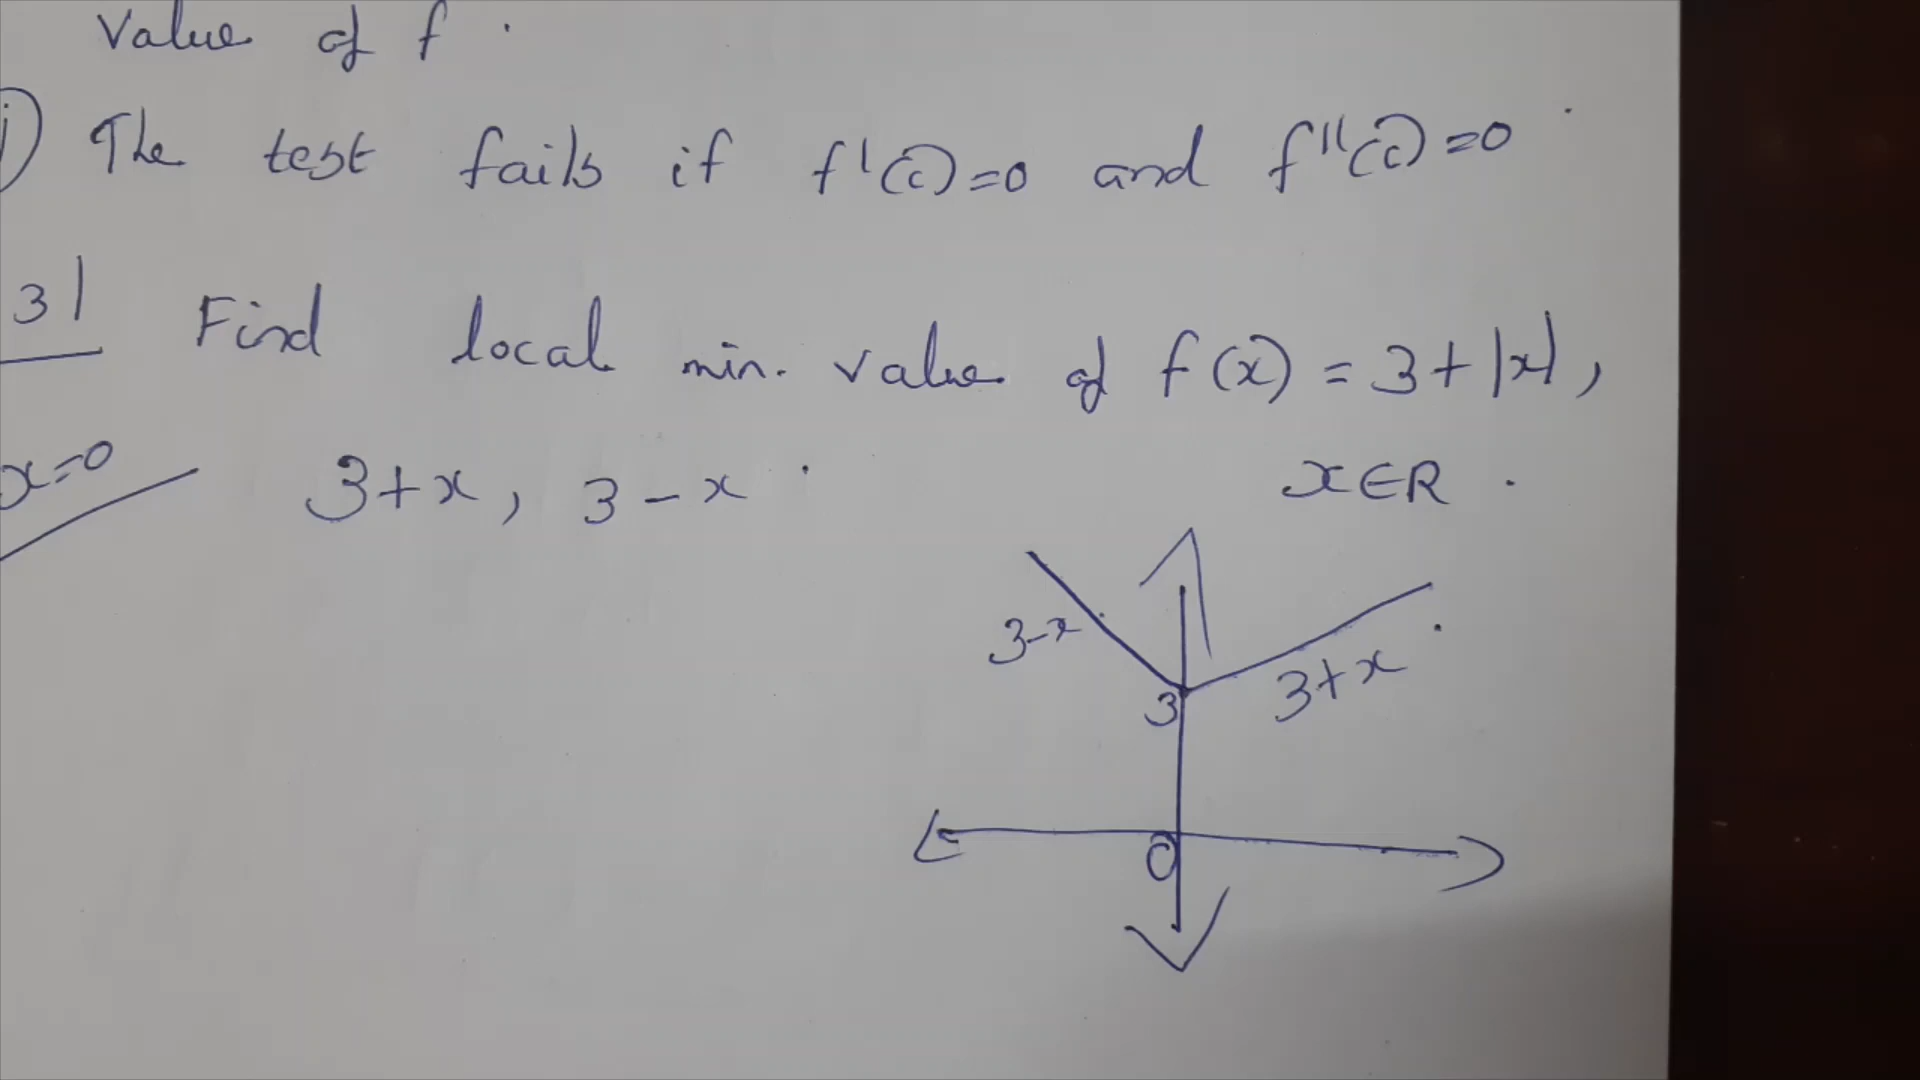 Value of f.
The test fails if f'(c)=0 and f''(c)=0.
31 Find local min. value of f(x) = 3+|x|,
x=0 3+x, 3-x. x∈R.
3-x
3+x
3
0